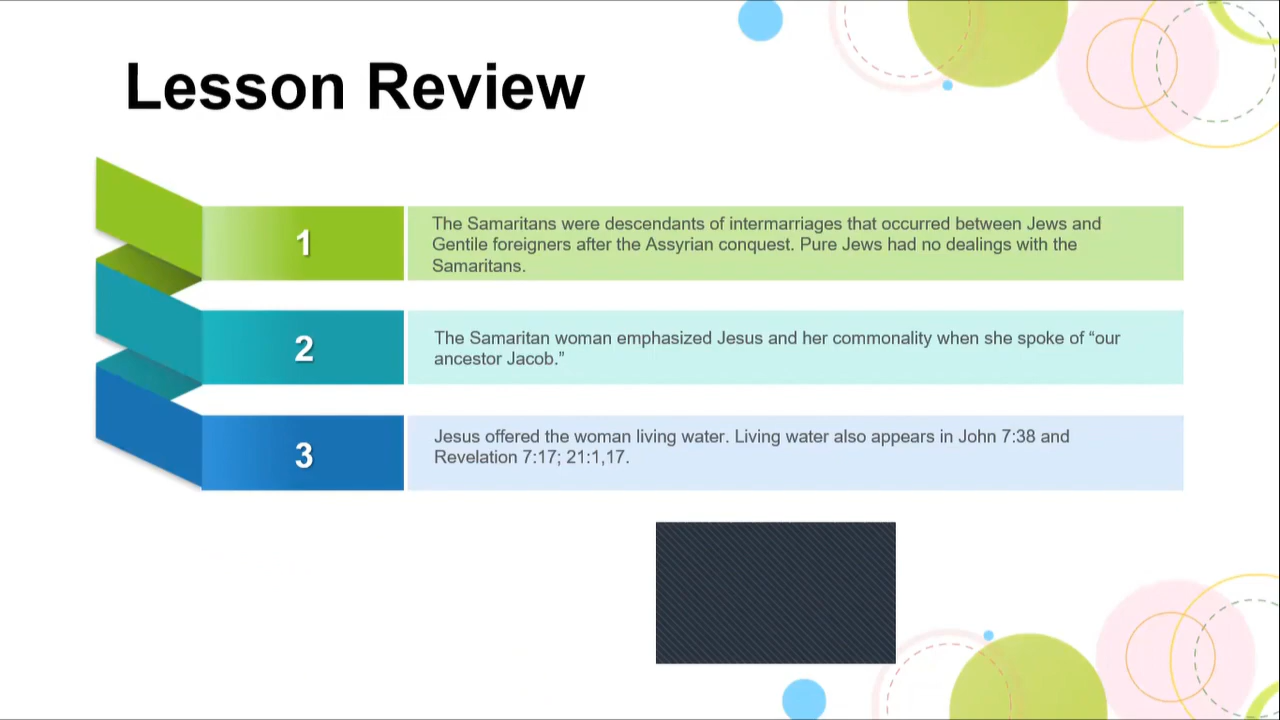 Lesson Review
1
The Samaritans were descendants of intermarriages that occurred between Jews and
Gentile foreigners after the Assyrian conquest. Pure Jews had no dealings with the
Samaritans.
2
The Samaritan woman emphasized Jesus and her commonality when she spoke of “our
ancestor Jacob.”
3
Jesus offered the woman living water. Living water also appears in John 7:38 and
Revelation 7:17; 21:1,17.